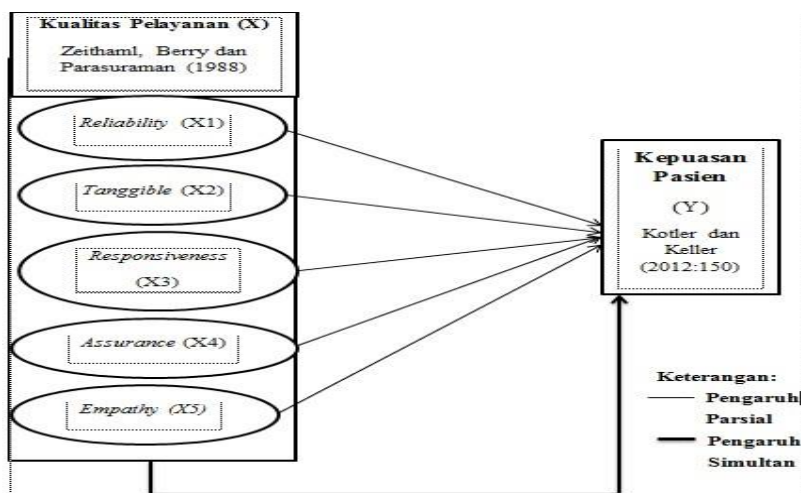 Kualitas Pelayanan (X)
Zeithaml, Berry dan
Parasuraman (1988)
Reliability (X1)
Tanggible (X2)
Responsiveness
(X3)
Assurance (X4)
Empathy (X5)
Kepuasan
Pasien
(Y)
Kotler dan
Keller
(2012:150)
Keterangan:
Pengaruh
Parsial
Pengaruh
Simultan